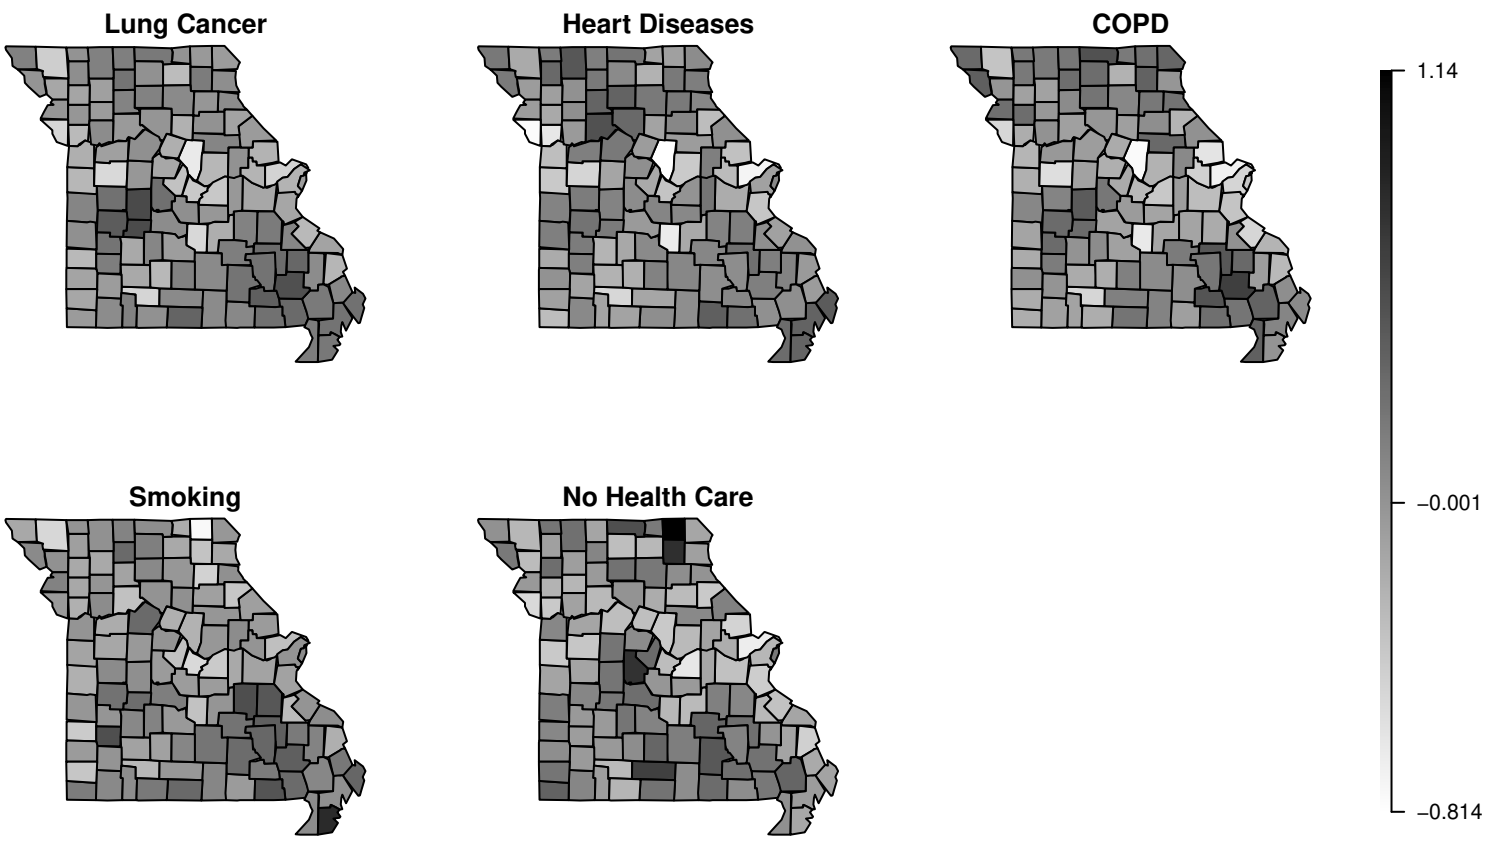 Lung Cancer
Heart Diseases
COPD
1.14
Smoking
No Health Care
−0.001
−0.814